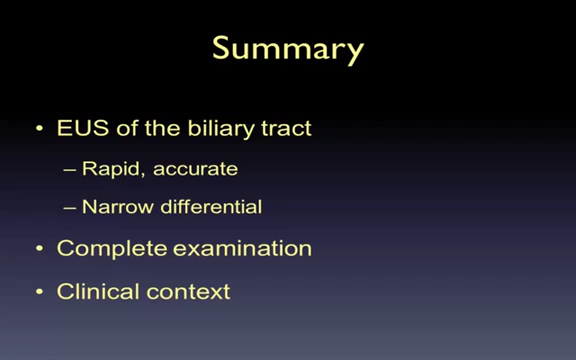 Summary
• EUS of the biliary tract
– Rapid, accurate
– Narrow differential
• Complete examination
• Clinical context